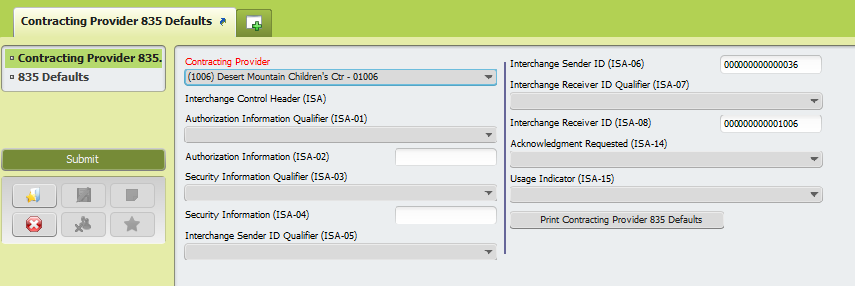 Contracting Provider 835 Defaults
Contracting Provider 835.
835 Defaults
Submit
Contracting Provider
(1006) Desert Mountain Children's Ctr - 01006
Interchange Control Header (ISA)
Authorization Information Qualifier (ISA-01)
Authorization Information (ISA-02)
Security Information Qualifier (ISA-03)
Security Information (ISA-04)
Interchange Sender ID Qualifier (ISA-05)
Interchange Sender ID (ISA-06) 000000000000036
Interchange Receiver ID Qualifier (ISA-07)
Interchange Receiver ID (ISA-08) 000000000001006
Acknowledgment Requested (ISA-14)
Usage Indicator (ISA-15)
Print Contracting Provider 835 Defaults